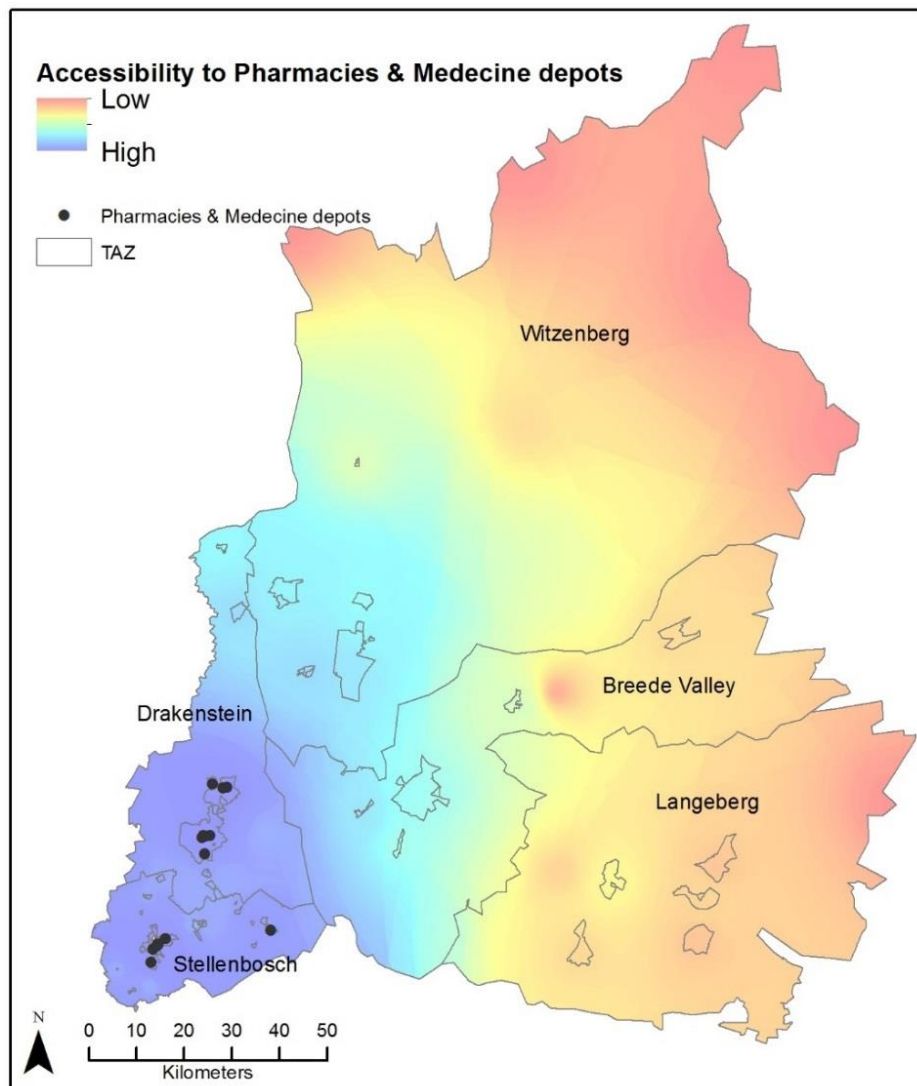 Accessibility to Pharmacies & Medecine depots
Low
High
Pharmacies & Medecine depots
TAZ
Witzenberg
Breede Valley
Drakenstein
Langeberg
Stellenbosch
N
0 10 20 30 40 50
Kilometers